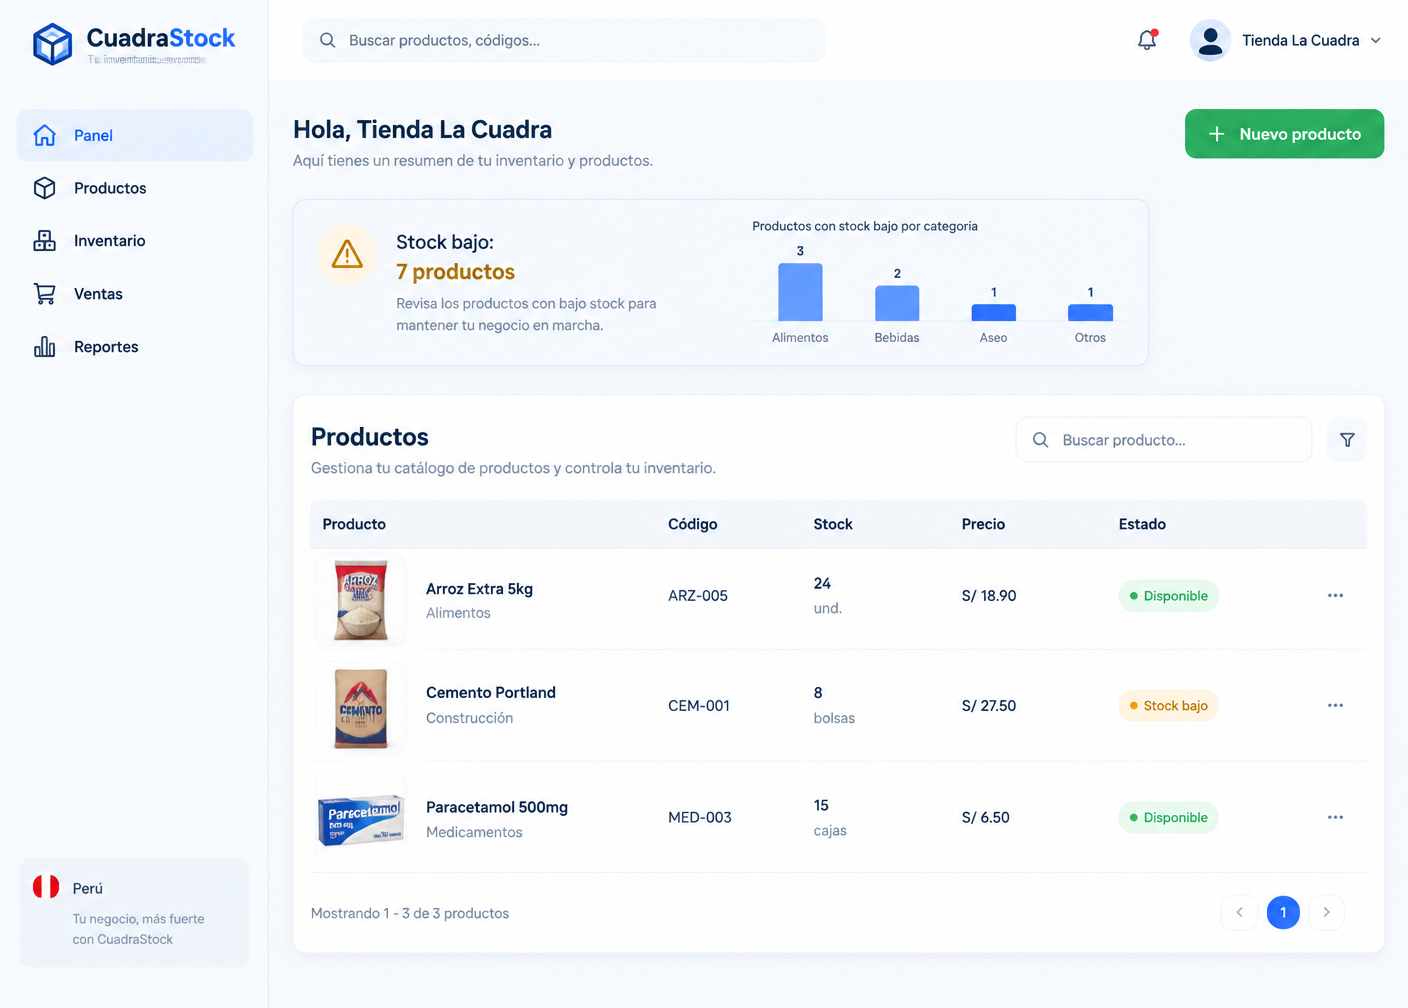 CuadraStock
Buscar productos, códigos...
Tienda La Cuadra
Panel
Productos
Inventario
Ventas
Reportes
Perú
Tu negocio, más fuerte
con CuadraStock
Hola, Tienda La Cuadra
Aquí tienes un resumen de tu inventario y productos.
+ Nuevo producto
Stock bajo:
7 productos
Revisa los productos con bajo stock para
mantener tu negocio en marcha.
Productos con stock bajo por categoria
3
2
1
1
Alimentos
Bebidas
Aseo
Otros
Productos
Gestiona tu catálogo de productos y controla tu inventario.
Buscar producto...
Producto Código Stock Precio Estado
ARROZ
Arroz Extra 5kg
Alimentos
ARZ-005
24
und.
S/ 18.90
Disponible
CEMENTO
Cemento Portland
Construcción
CEM-001
8
bolsas
S/ 27.50
Stock bajo
Paracetamol
Paracetamol 500mg
Medicamentos
MED-003
15
cajas
S/ 6.50
Disponible
Mostrando 1 - 3 de 3 productos
1